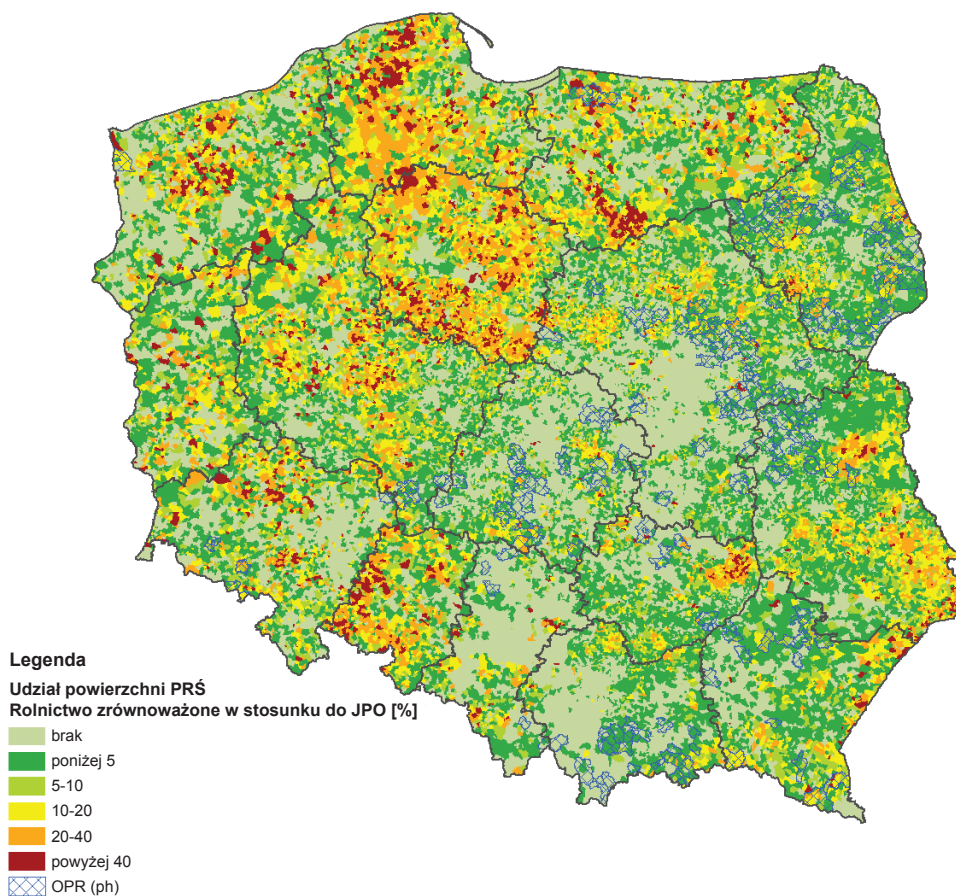 Legenda
Udział powierzchni PRŚ
Rolnictwo zrównoważone w stosunku do JPO [%]
brak
poniżej 5
5-10
10-20
20-40
powyżej 40
OPR (ph)